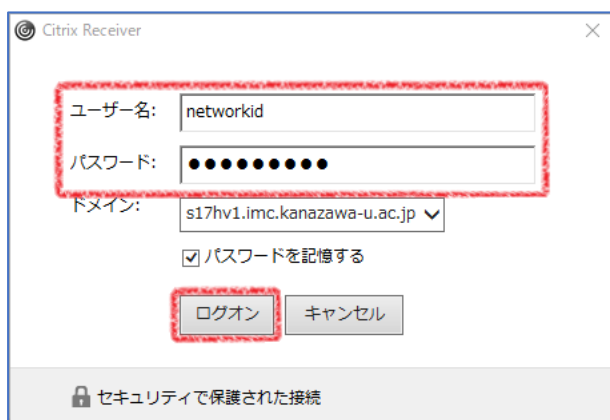 Citrix Receiver
ユーザー名: networkid
パスワード: ●●●●●●●●●
ドメイン: s17hv1.imc.kanazawa-u.ac.jp
パスワードを記憶する
ログオン キャンセル
セキュリティで保護された接続